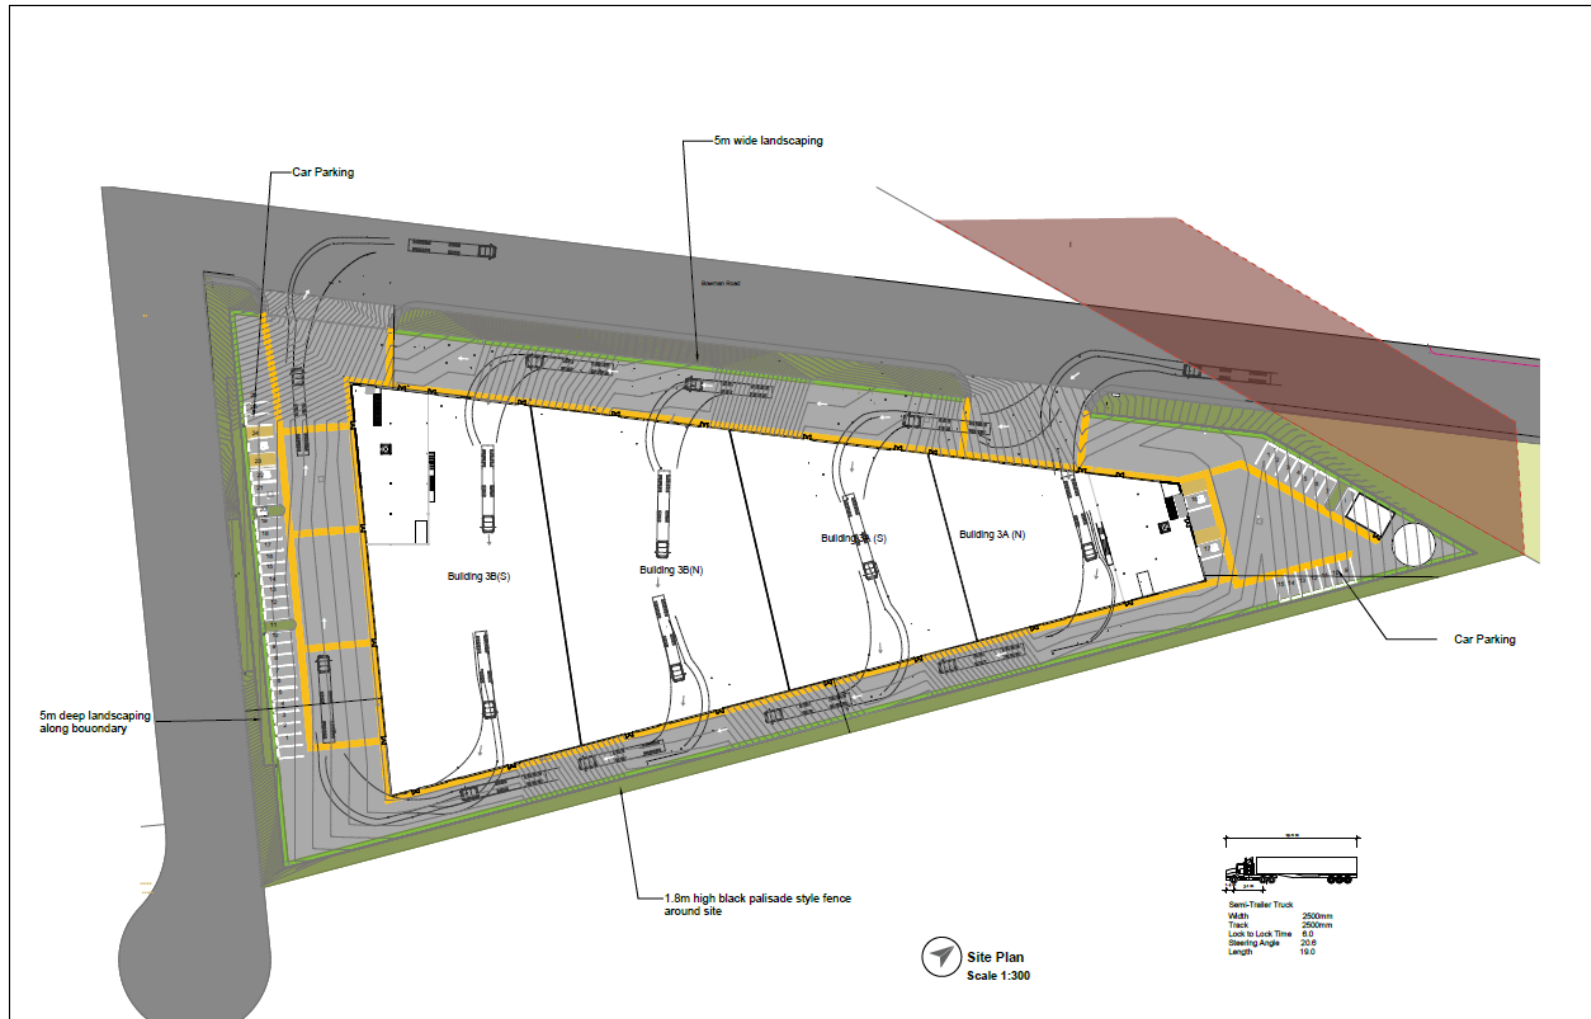 5m wide landscaping
Car Parking
Bowman Road
Building 3A (S)
Building 3A (N)
Building 3B(N)
Building 3B(S)
Car Parking
5m deep landscaping
along bouondary
1.8m high black palisade style fence
around site
Semi-Trailer Truck
Width 2500mm
Track 2500mm
Lock to Lock Time 6.0
Steering Angle 20.6
Length 19.0
Site Plan
Scale 1:300